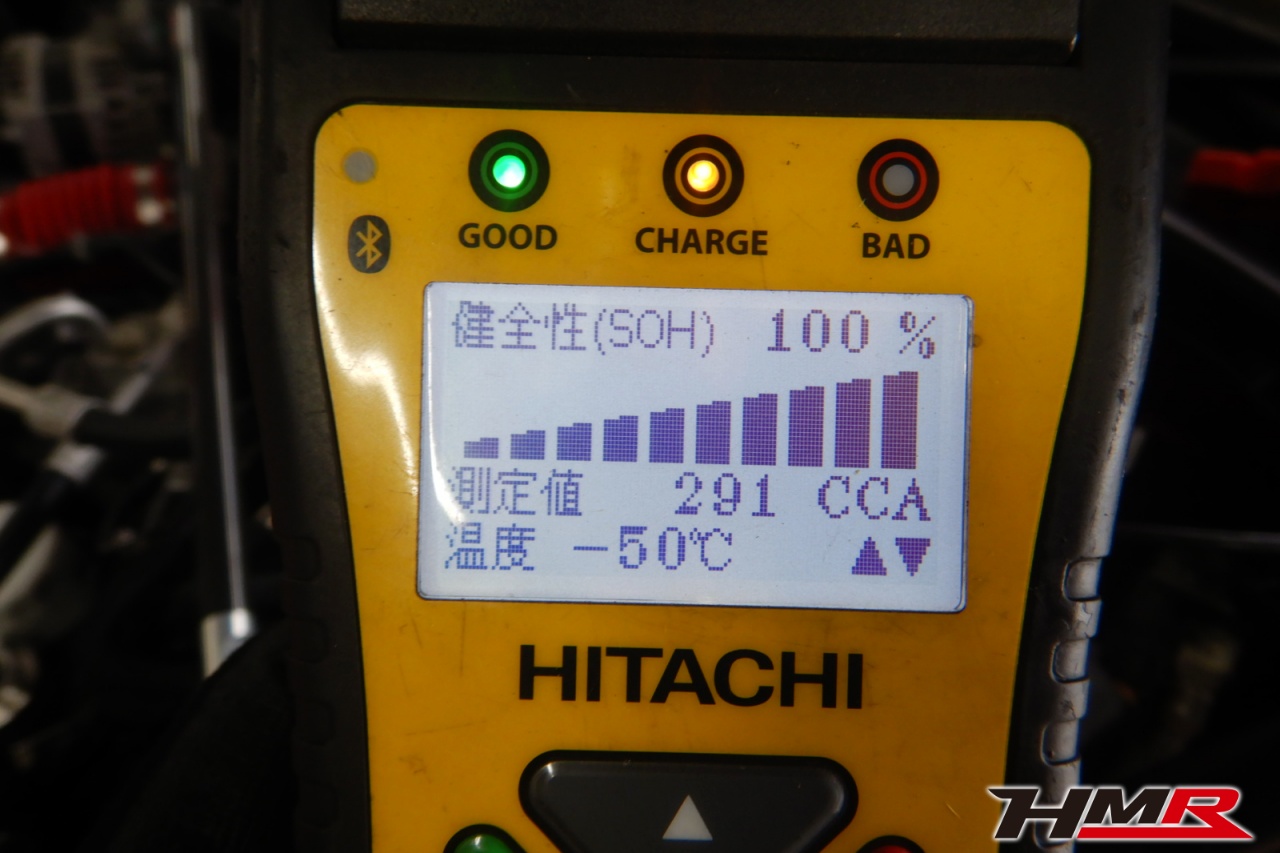 GOOD CHARGE BAD
健全性(SOH) 100 %
測定値 291 CCA
温度 -50℃ ▲▼
HITACHI
HMR